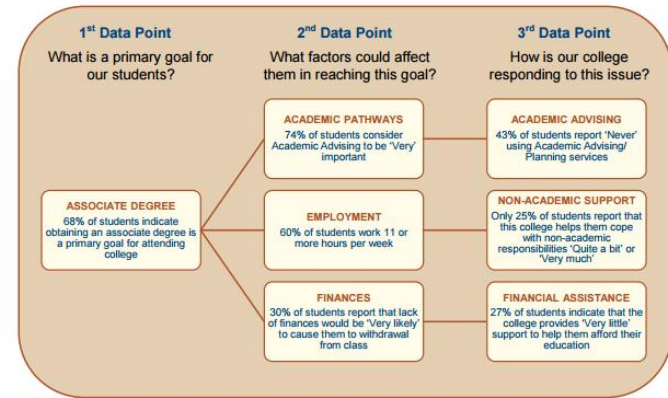 1st Data Point
What is a primary goal for
our students?
2nd Data Point
What factors could affect
them in reaching this goal?
3rd Data Point
How is our college
responding to this issue?
ASSOCIATE DEGREE
68% of students indicate
obtaining an associate degree is
a primary goal for attending
college
ACADEMIC PATHWAYS
74% of students consider
Academic Advising to be 'Very'
important
ACADEMIC ADVISING
43% of students report 'Never'
using Academic Advising/
Planning services
EMPLOYMENT
60% of students work 11 or
more hours per week
NON-ACADEMIC SUPPORT
Only 25% of students report that
this college helps them cope
with non-academic
responsibilities 'Quite a bit' or
'Very much'
FINANCES
30% of students report that lack
of finances would be 'Very likely'
to cause them to withdrawal
from class
FINANCIAL ASSISTANCE
27% of students indicate that the
college provides 'Very little'
support to help them afford their
education